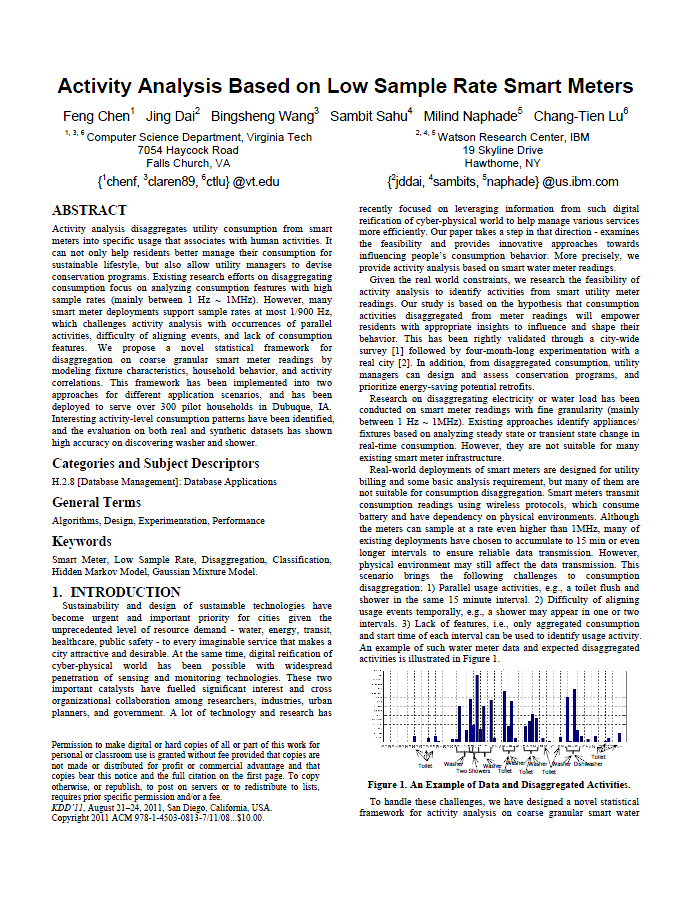 Activity Analysis Based on Low Sample Rate Smart Meters
Feng Chen1 Jing Dai2 Bingsheng Wang3 Sambit Sahu4 Milind Naphade5 Chang-Tien Lu6
1, 3, 6 Computer Science Department, Virginia Tech
7054 Haycock Road
Falls Church, VA
{1chenf, 3claren89, 6ctlu} @vt.edu
2, 4, 5 Watson Research Center, IBM
19 Skyline Drive
Hawthorne, NY
{2jddai, 4sambits, 5naphade} @us.ibm.com
ABSTRACT
Activity analysis disaggregates utility consumption from smart
meters into specific usage that associates with human activities. It
can not only help residents better manage their consumption for
sustainable lifestyle, but also allow utility managers to devise
conservation programs. Existing research efforts on disaggregating
consumption focus on analyzing consumption features with high
sample rates (mainly between 1 Hz ~ 1MHz). However, many
smart meter deployments support sample rates at most 1/900 Hz,
which challenges activity analysis with occurrences of parallel
activities, difficulty of aligning events, and lack of consumption
features. We propose a novel statistical framework for
disaggregation on coarse granular smart meter readings by
modeling fixture characteristics, household behavior, and activity
correlations. This framework has been implemented into two
approaches for different application scenarios, and has been
deployed to serve over 300 pilot households in Dubuque, IA.
Interesting activity-level consumption patterns have been identified,
and the evaluation on both real and synthetic datasets has shown
high accuracy on discovering washer and shower.
Categories and Subject Descriptors
H.2.8 [Database Management]: Database Applications
General Terms
Algorithms, Design, Experimentation, Performance
Keywords
Smart Meter, Low Sample Rate, Disaggregation, Classification,
Hidden Markov Model, Gaussian Mixture Model.
1. INTRODUCTION
Sustainability and design of sustainable technologies have
become urgent and important priority for cities given the
unprecedented level of resource demand - water, energy, transit,
healthcare, public safety - to every imaginable service that makes a
city attractive and desirable. At the same time, digital reification of
cyber-physical world has been possible with widespread
penetration of sensing and monitoring technologies. These two
important catalysts have fuelled significant interest and cross
organizational collaboration among researchers, industries, urban
planners, and government. A lot of technology and research has
Permission to make digital or hard copies of all or part of this work for
personal or classroom use is granted without fee provided that copies are
not made or distributed for profit or commercial advantage and that
copies bear this notice and the full citation on the first page. To copy
otherwise, or republish, to post on servers or to redistribute to lists,
requires prior specific permission and/or a fee.
KDD'11, August 21–24, 2011, San Diego, California, USA.
Copyright 2011 ACM 978-1-4503-0813-7/11/08...$10.00.
recently focused on leveraging information from such digital
reification of cyber-physical world to help manage various services
more efficiently. Our paper takes a step in that direction - examines
the feasibility and provides innovative approaches towards
influencing people's consumption behavior. More precisely, we
provide activity analysis based on smart water meter readings.
Given the real world constraints, we research the feasibility of
activity analysis to identify activities from smart utility meter
readings. Our study is based on the hypothesis that consumption
activities disaggregated from meter readings will empower
residents with appropriate insights to influence and shape their
behavior. This has been rightly validated through a city-wide
survey [1] followed by four-month-long experimentation with a
real city [2]. In addition, from disaggregated consumption, utility
managers can design and assess conservation programs, and
prioritize energy-saving potential retrofits.
Research on disaggregating electricity or water load has been
conducted on smart meter readings with fine granularity (mainly
between 1 Hz ~ 1MHz). Existing approaches identify appliances/
fixtures based on analyzing steady state or transient state change in
real-time consumption. However, they are not suitable for many
existing smart meter infrastructure.
Real-world deployments of smart meters are designed for utility
billing and some basic analysis requirement, but many of them are
not suitable for consumption disaggregation. Smart meters transmit
consumption readings using wireless protocols, which consume
battery and have dependency on physical environments. Although
the meters can sample at a rate even higher than 1MHz, many of
existing deployments have chosen to accumulate to 15 min or even
longer intervals to ensure reliable data transmission. However,
physical environment may still affect the data transmission. This
scenario brings the following challenges to consumption
disaggregation: 1) Parallel usage activities, e.g., a toilet flush and
shower in the same 15 minute interval. 2) Difficulty of aligning
usage events temporally, e.g., a shower may appear in one or two
intervals. 3) Lack of features, i.e., only aggregated consumption
and start time of each interval can be used to identify usage activity.
An example of such water meter data and expected disaggregated
activities is illustrated in Figure 1.
Toilet Washer Washer Washer Washer Washer Dishwasher Toilet
Two Showers Toilet Toilet Toilet
Figure 1. An Example of Data and Disaggregated Activities.
To handle these challenges, we have designed a novel statistical
framework for activity analysis on coarse granular smart water